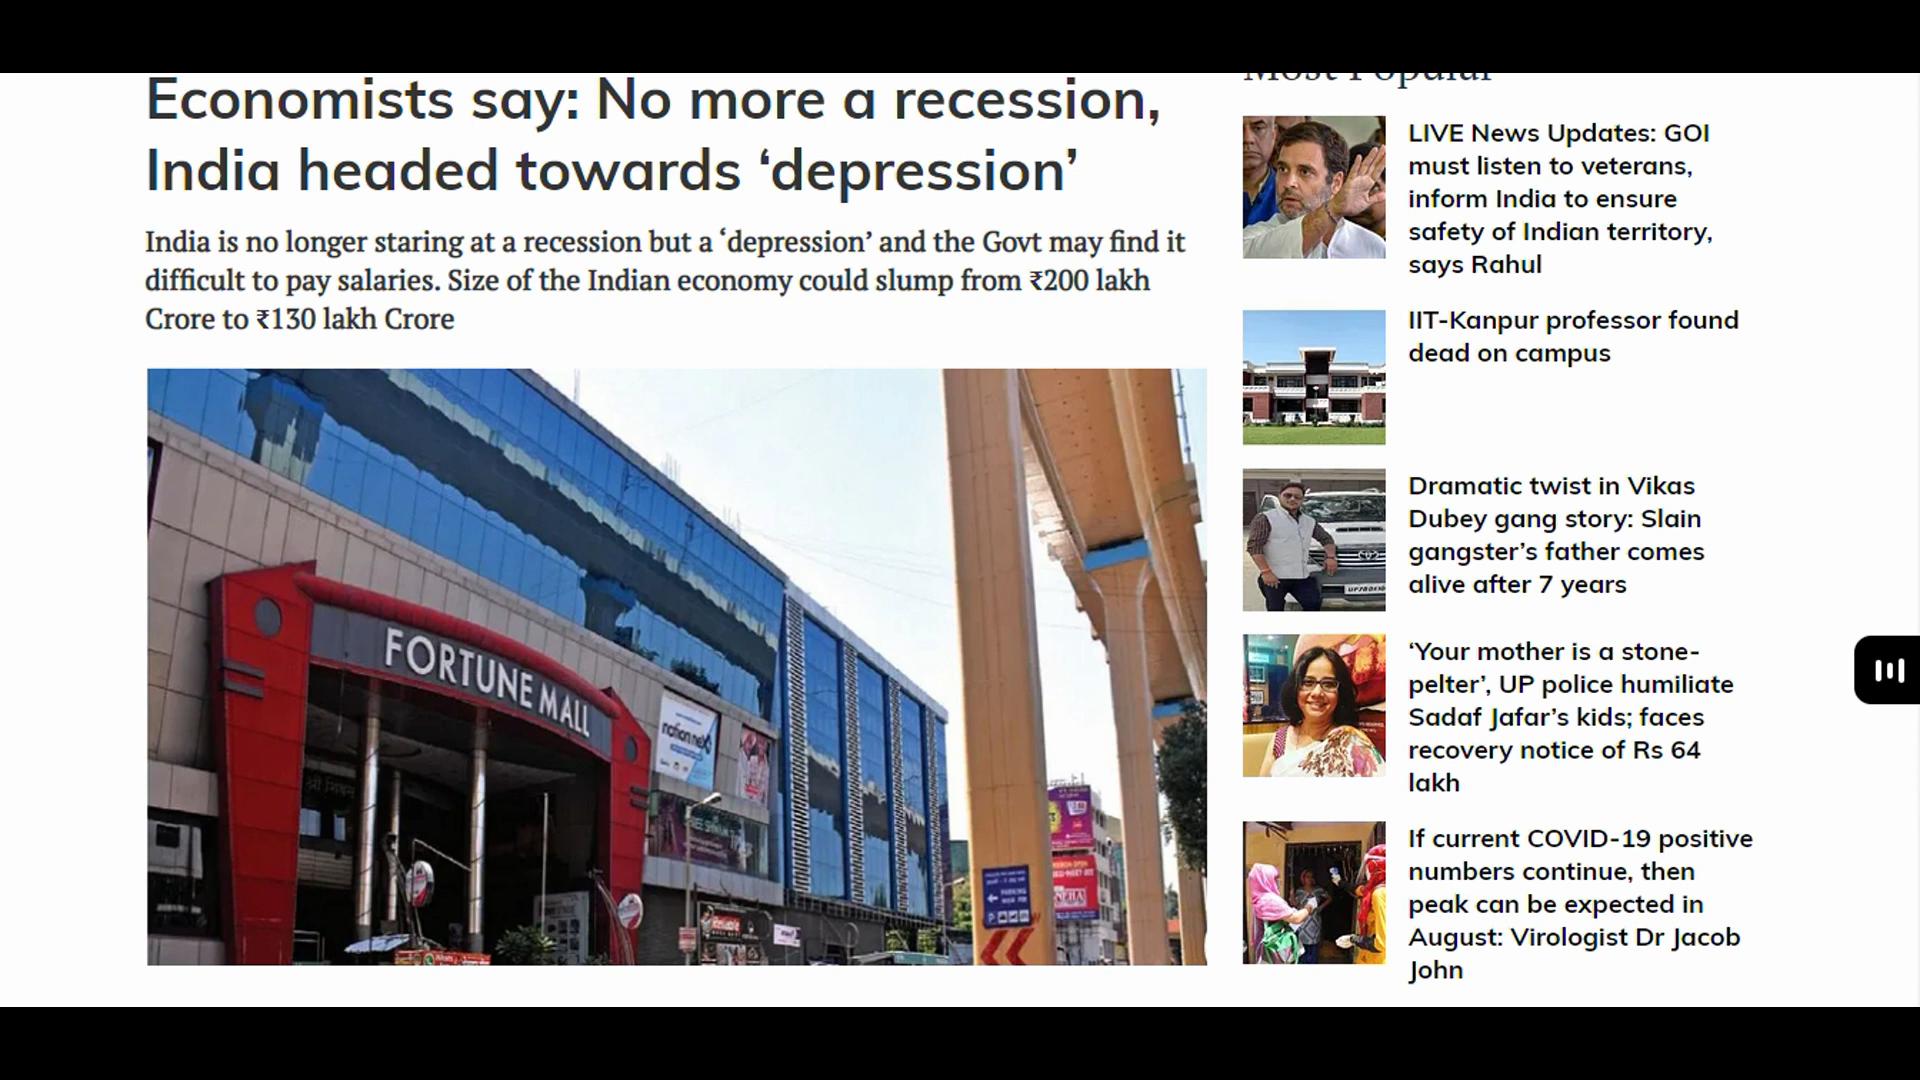 Economists say: No more a recession,
India headed towards ‘depression’
India is no longer staring at a recession but a ‘depression’ and the Govt may find it
difficult to pay salaries. Size of the Indian economy could slump from ₹200 lakh
Crore to ₹130 lakh Crore
FORTUNE MALL
nation next
PARKING
Most Popular
LIVE News Updates: GOI
must listen to veterans,
inform India to ensure
safety of Indian territory,
says Rahul
IIT-Kanpur professor found
dead on campus
Dramatic twist in Vikas
Dubey gang story: Slain
gangster’s father comes
alive after 7 years
‘Your mother is a stone-
pelter’, UP police humiliate
Sadaf Jafar’s kids; faces
recovery notice of Rs 64
lakh
If current COVID-19 positive
numbers continue, then
peak can be expected in
August: Virologist Dr Jacob
John